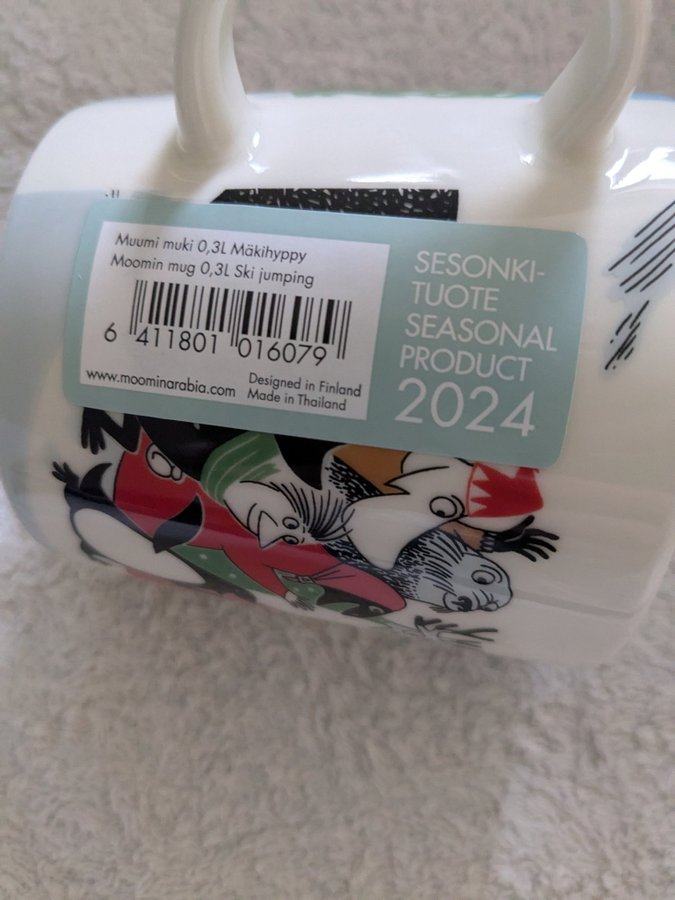 Muumi muki 0,3L Mäkihyppy
Moomin mug 0,3L Ski jumping
6 411801 016079
www.moominarabia.com
Designed in Finland
Made in Thailand
SESONKI-
TUOTE
SEASONAL
PRODUCT
2024